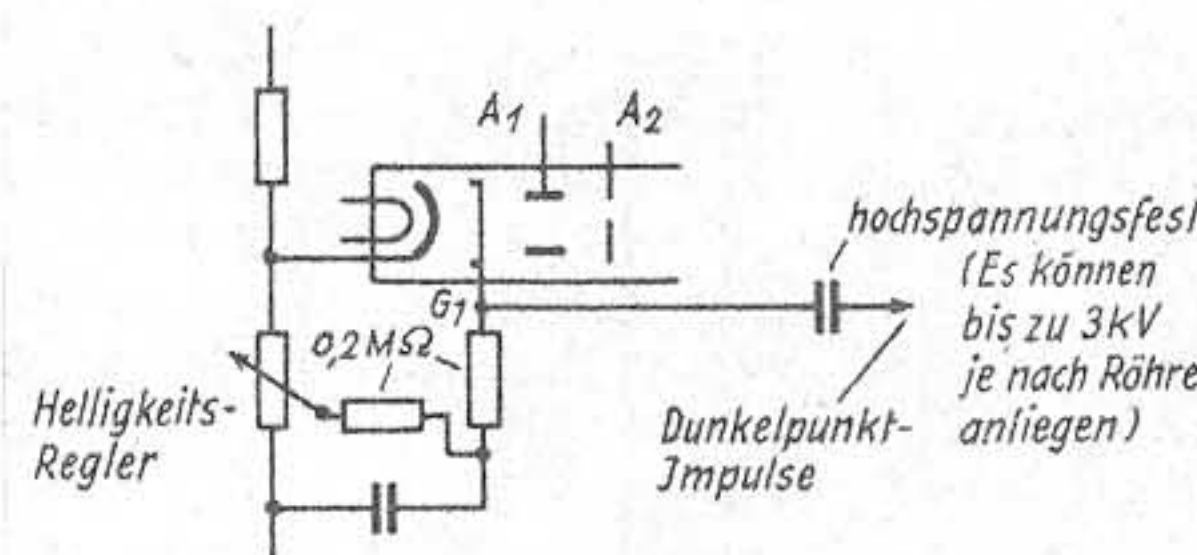 A1 A2
hochspannungsfest
(Es können
bis zu 3kV
je nach Röhre
anliegen)
G1
0,2MΩ
Helligkeits-
Regler
Dunkelpunkt-
Jmpulse